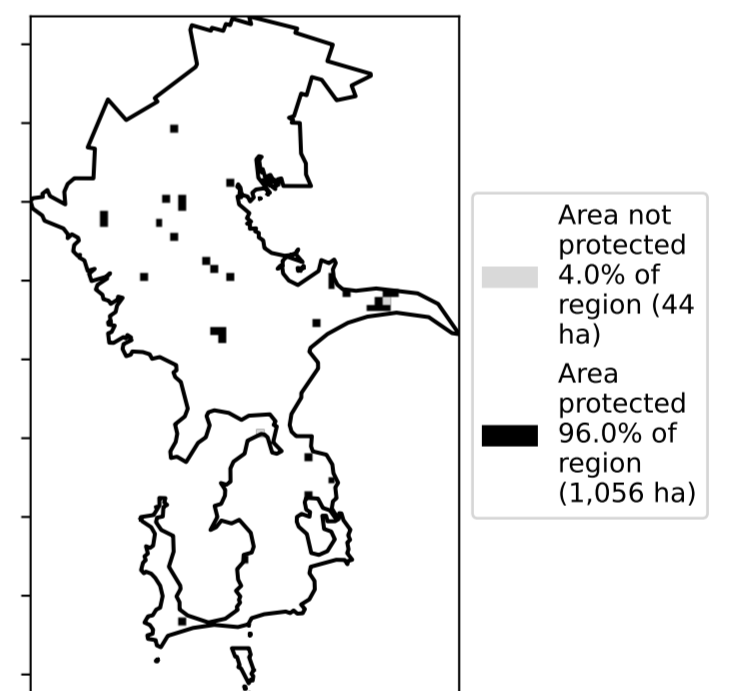 Area not
protected
4.0% of
region (44
ha)
Area
protected
96.0% of
region
(1,056 ha)